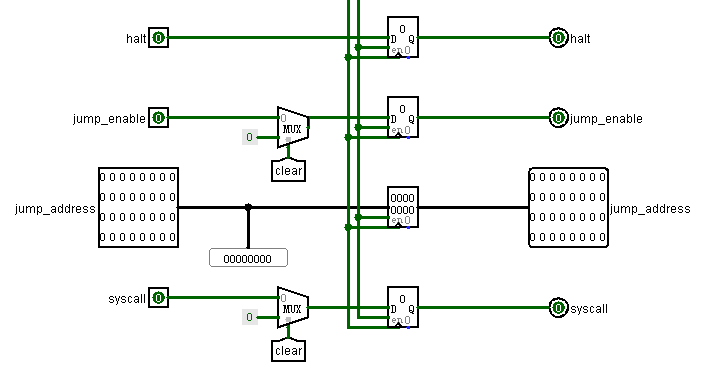 halt 0 0 D Q en 0 0 halt
jump_enable 0 0 MUX 0 0 D Q en 0 0 jump_enable
clear
jump_address
0 0 0 0 0 0 0 0
0 0 0 0 0 0 0 0
0 0 0 0 0 0 0 0
0 0 0 0 0 0 0 0
0000
0000
en 0
0 0 0 0 0 0 0 0
0 0 0 0 0 0 0 0
0 0 0 0 0 0 0 0
0 0 0 0 0 0 0 0
jump_address
00000000
syscall 0 0 MUX 0 0 D Q en 0 0 syscall
clear